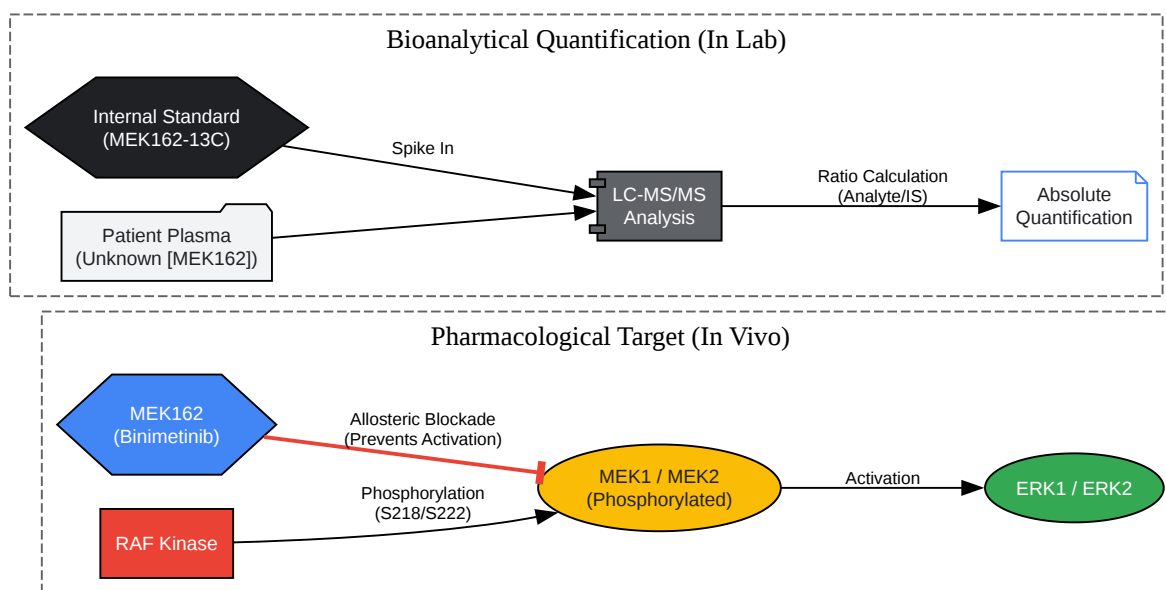 Bioanalytical Quantification (In Lab)
Internal Standard
(MEK162-13C)
Spike In
Patient Plasma
(Unknown [MEK162])
LC-MS/MS
Analysis
Ratio Calculation
(Analyte/IS)
Absolute
Quantification
Pharmacological Target (In Vivo)
MEK162
(Binimetinib)
Allosteric Blockade
(Prevents Activation)
RAF Kinase
Phosphorylation
(S218/S222)
MEK1 / MEK2
(Phosphorylated)
Activation
ERK1 / ERK2